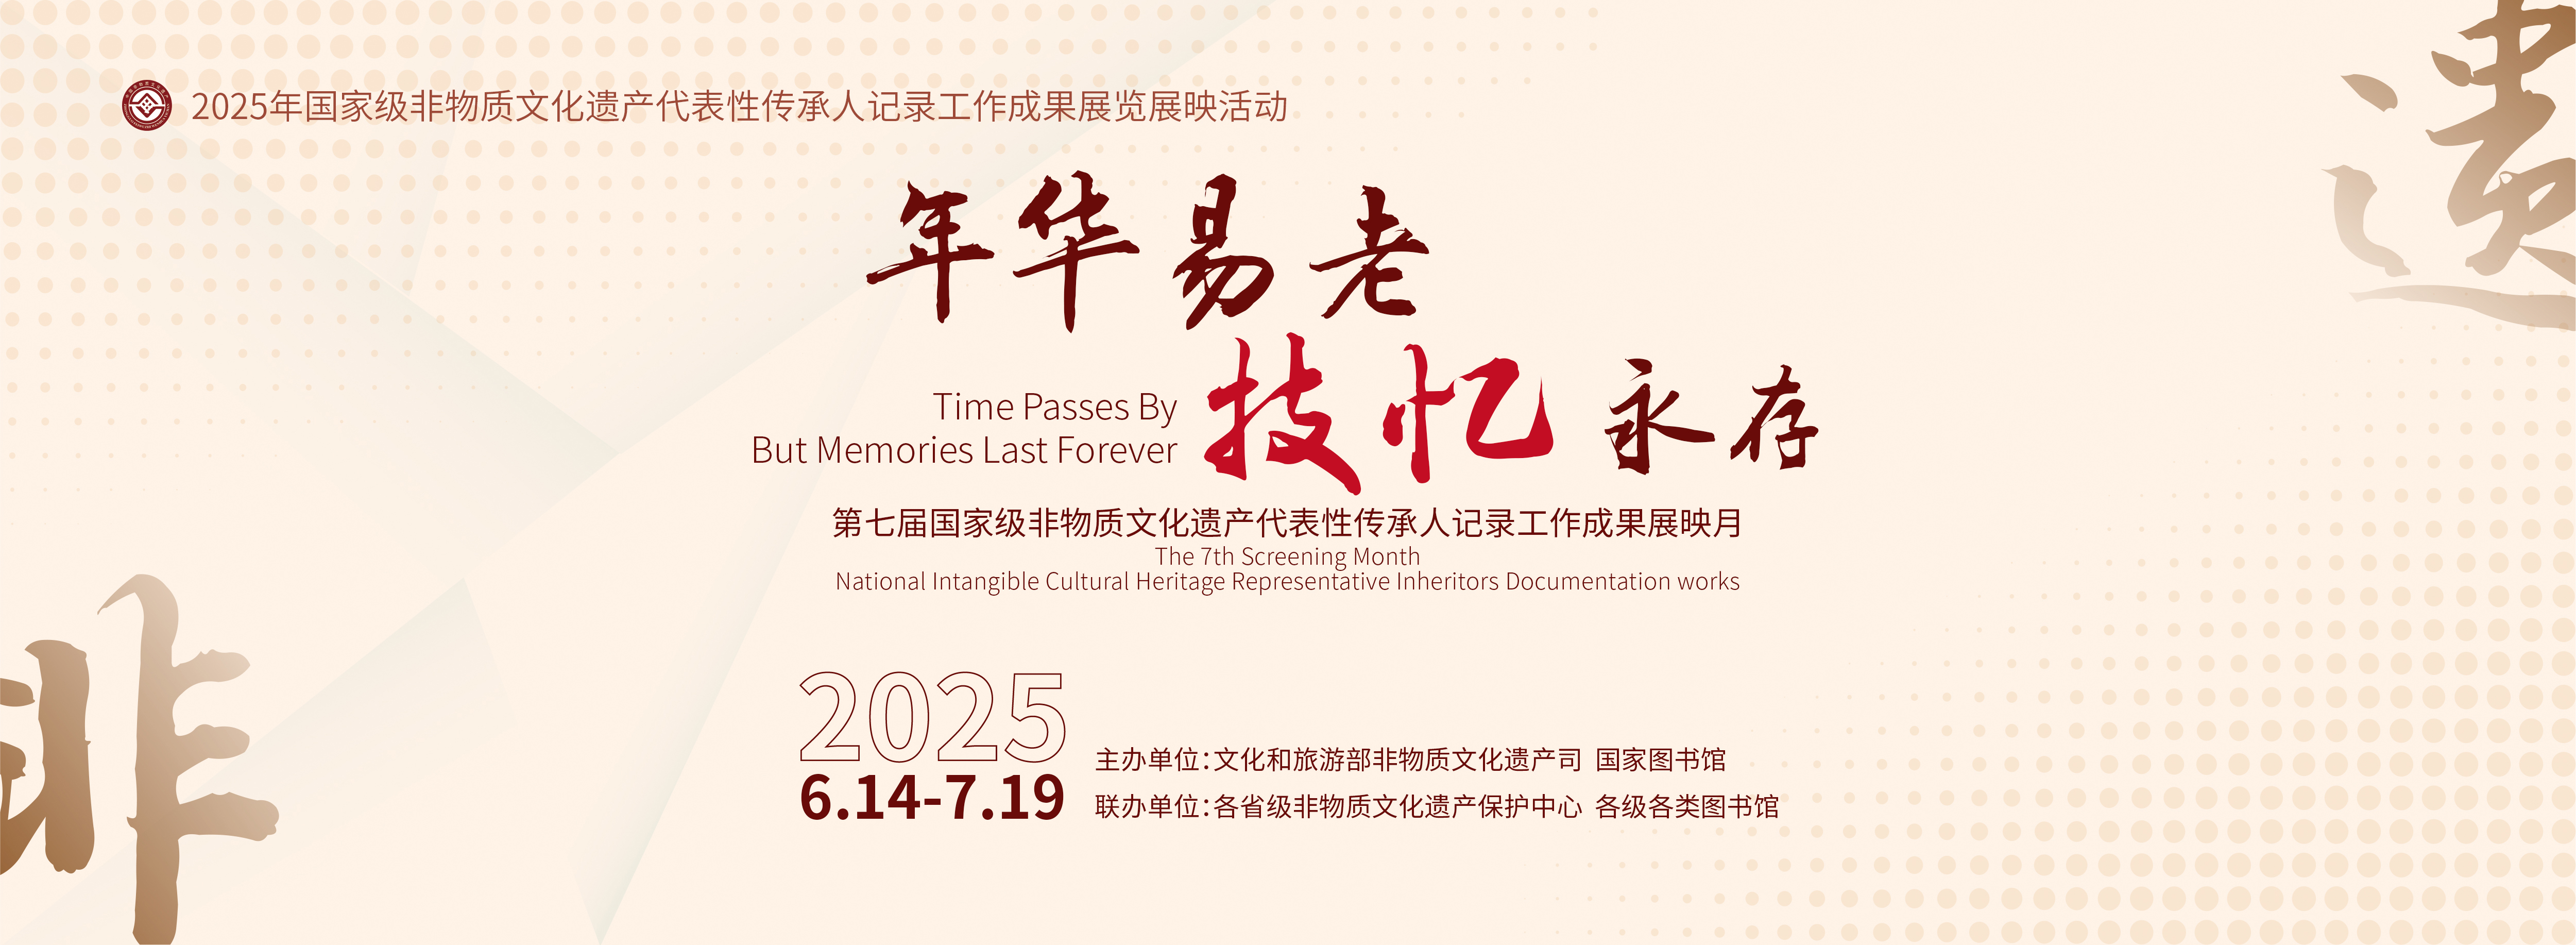 2025年国家级非物质文化遗产代表性传承人记录工作成果展览展映活动
年华易老
技忆永存
Time Passes By
But Memories Last Forever
第七届国家级非物质文化遗产代表性传承人记录工作成果展映月
The 7th Screening Month
National Intangible Cultural Heritage Representative Inheritors Documentation works
2025
6.14-7.19
主办单位：文化和旅游部非物质文化遗产司 国家图书馆
联办单位：各省级非物质文化遗产保护中心 各级各类图书馆
非
遗